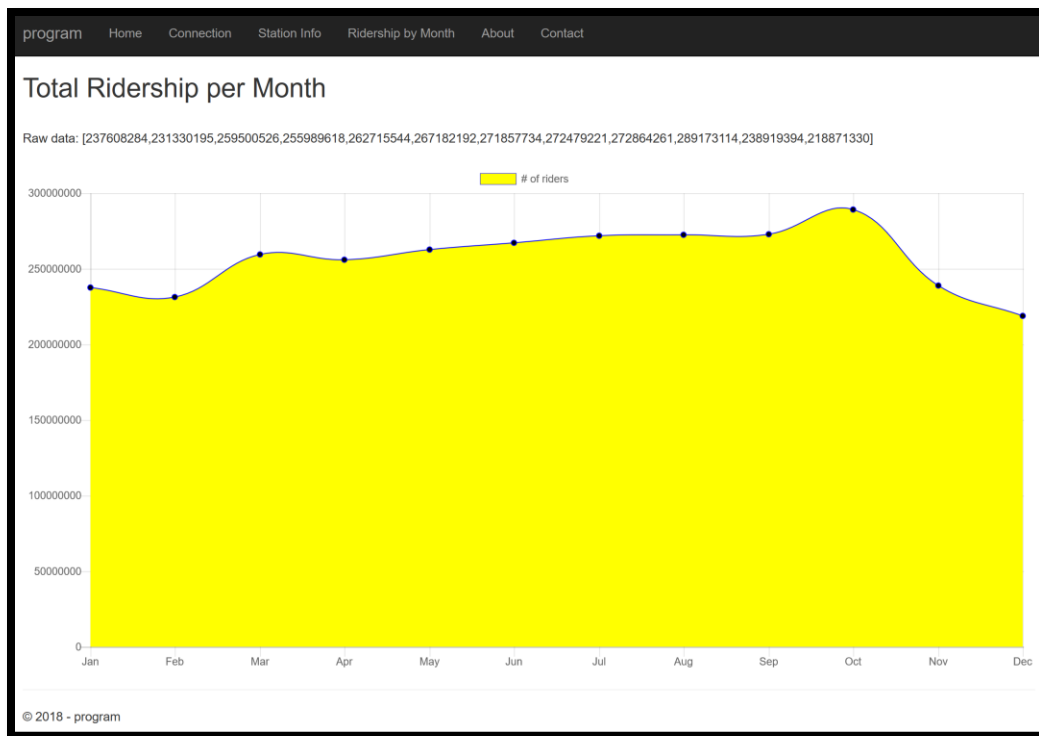 program Home Connection Station Info Ridership by Month About Contact
Total Ridership per Month
Raw data: [237608284,231330195,259500526,255989618,262715544,267182192,271857734,272479221,272864261,289173114,238919394,218871330]
# of riders
300000000
250000000
200000000
150000000
100000000
50000000
0
Jan Feb Mar Apr May Jun Jul Aug Sep Oct Nov Dec
© 2018 - program